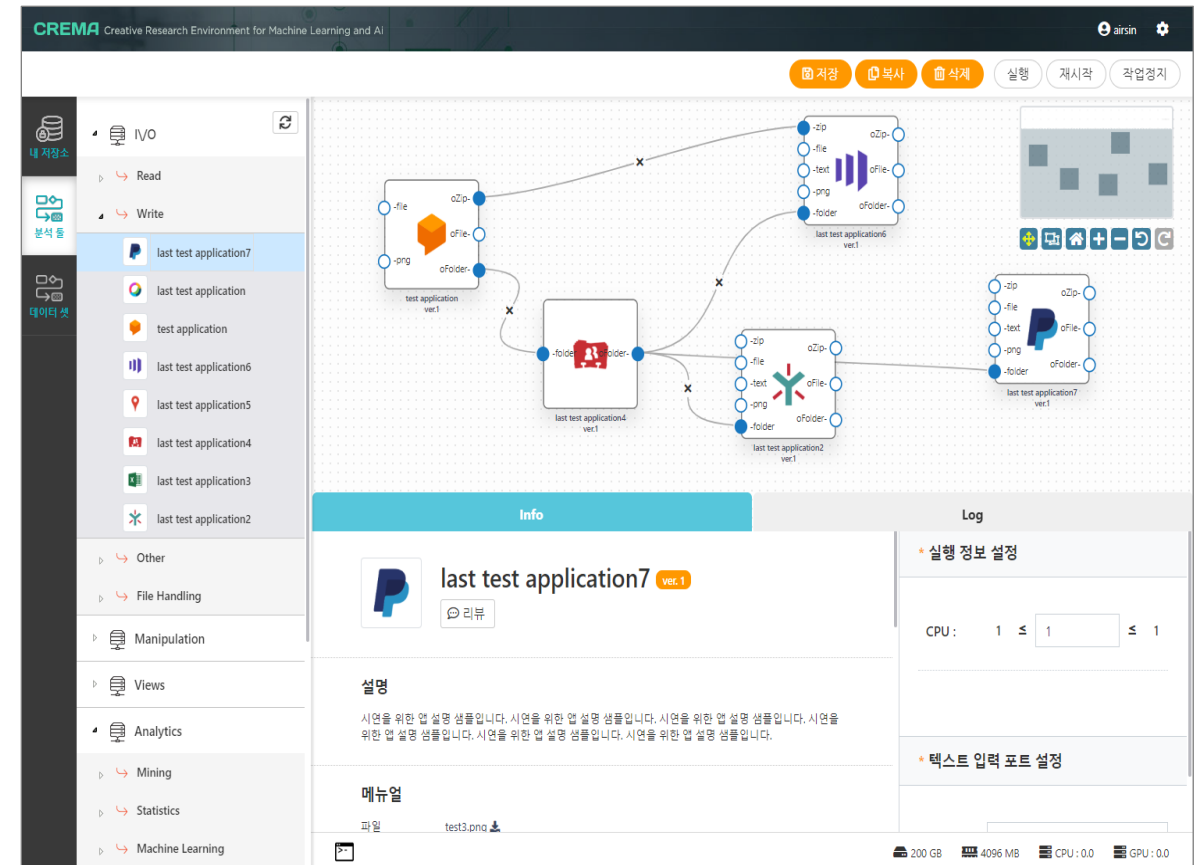 CREMA Creative Research Environment for Machine Learning and Ai
airsin
저장
복사
삭제
실행
재시작
작업정지
내 저장소
분석 툴
데이터 셋
I/O
Read
Write
last test application7
last test application
test application
last test application6
last test application5
last test application4
last test application3
last test application2
Other
File Handling
Manipulation
Views
Analytics
Mining
Statistics
Machine Learning
-file
-png
oZip-
oFile-
oFolder-
test application
ver.1
-folder
oFolder-
last test application4
ver.1
-zip
-file
-text
-png
-folder
oZip-
oFile-
oFolder-
last test application6
ver.1
-zip
-file
-text
-png
-folder
oZip-
oFile-
oFolder-
last test application2
ver.1
-zip
-file
-text
-png
-folder
oZip-
oFile-
oFolder-
last test application7
ver.1
Info
Log
last test application7 ver. 1
리뷰
설명
시연을 위한 앱 설명 샘플입니다. 시연을 위한 앱 설명 샘플입니다. 시연을 위한 앱 설명 샘플입니다. 시연을
위한 앱 설명 샘플입니다. 시연을 위한 앱 설명 샘플입니다. 시연을 위한 앱 설명 샘플입니다.
메뉴얼
파일 test3.png
* 실행 정보 설정
CPU : 1 ≤ 1 ≤ 1
* 텍스트 입력 포트 설정
200 GB 4096 MB CPU : 0.0 GPU : 0.0